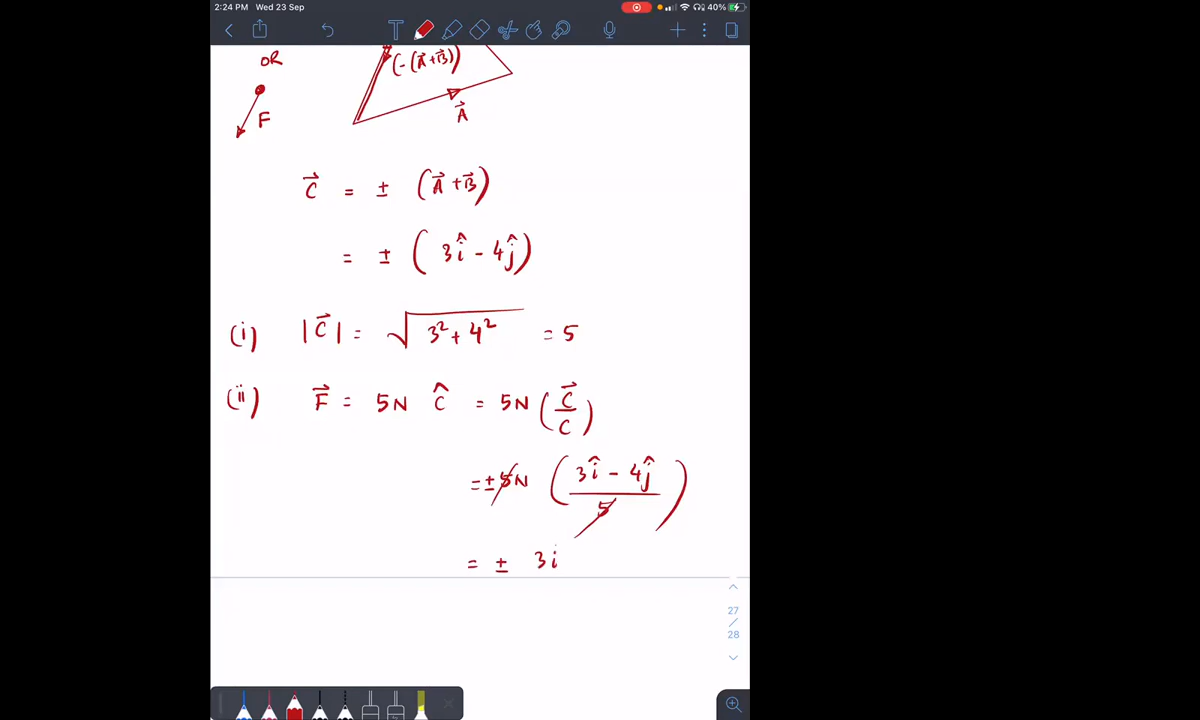 2:24 PM Wed 23 Sep 40%
T
OR
(-(A⃗+B⃗))
F
A⃗
C⃗ = ± (A⃗ + B⃗)
= ± (3î - 4ĵ)
(i) |C⃗| = √(3² + 4²) = 5
(ii) F⃗ = 5N Ĉ = 5N (C⃗/C)
= ± 5N ((3î - 4ĵ)/5)
= ± 3i
27
/
28